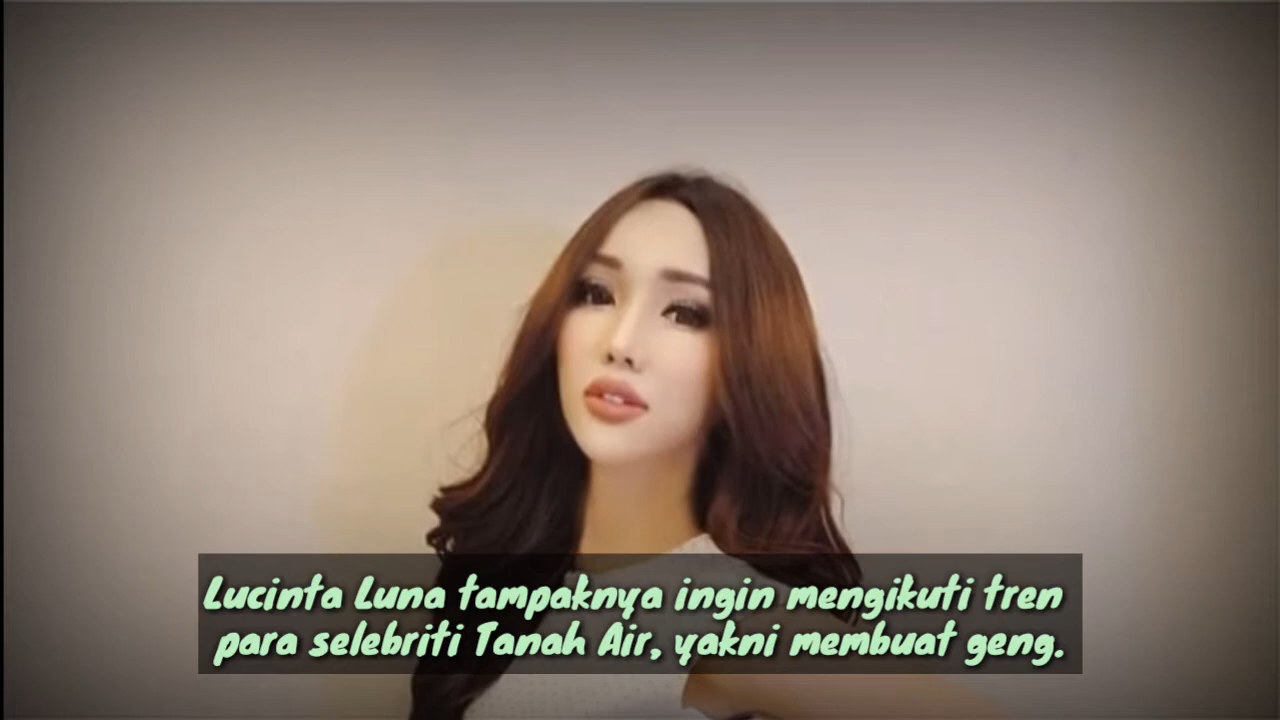 Lucinta Luna tampaknya ingin mengikuti tren
para selebriti Tanah Air, yakni membuat geng.